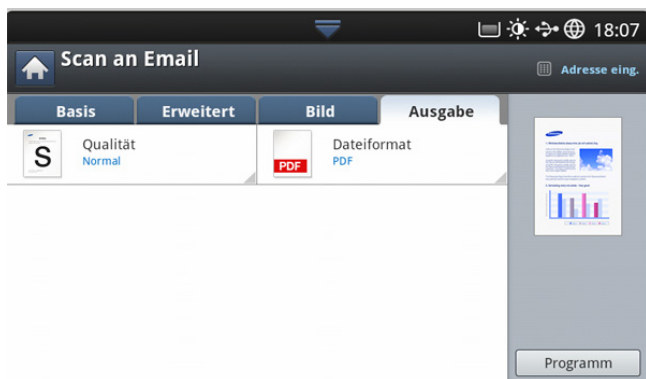 18:07
Scan an Email
Adresse eing.
Basis Erweitert Bild Ausgabe
S Qualität
Normal
PDF Dateiformat
PDF
Programm